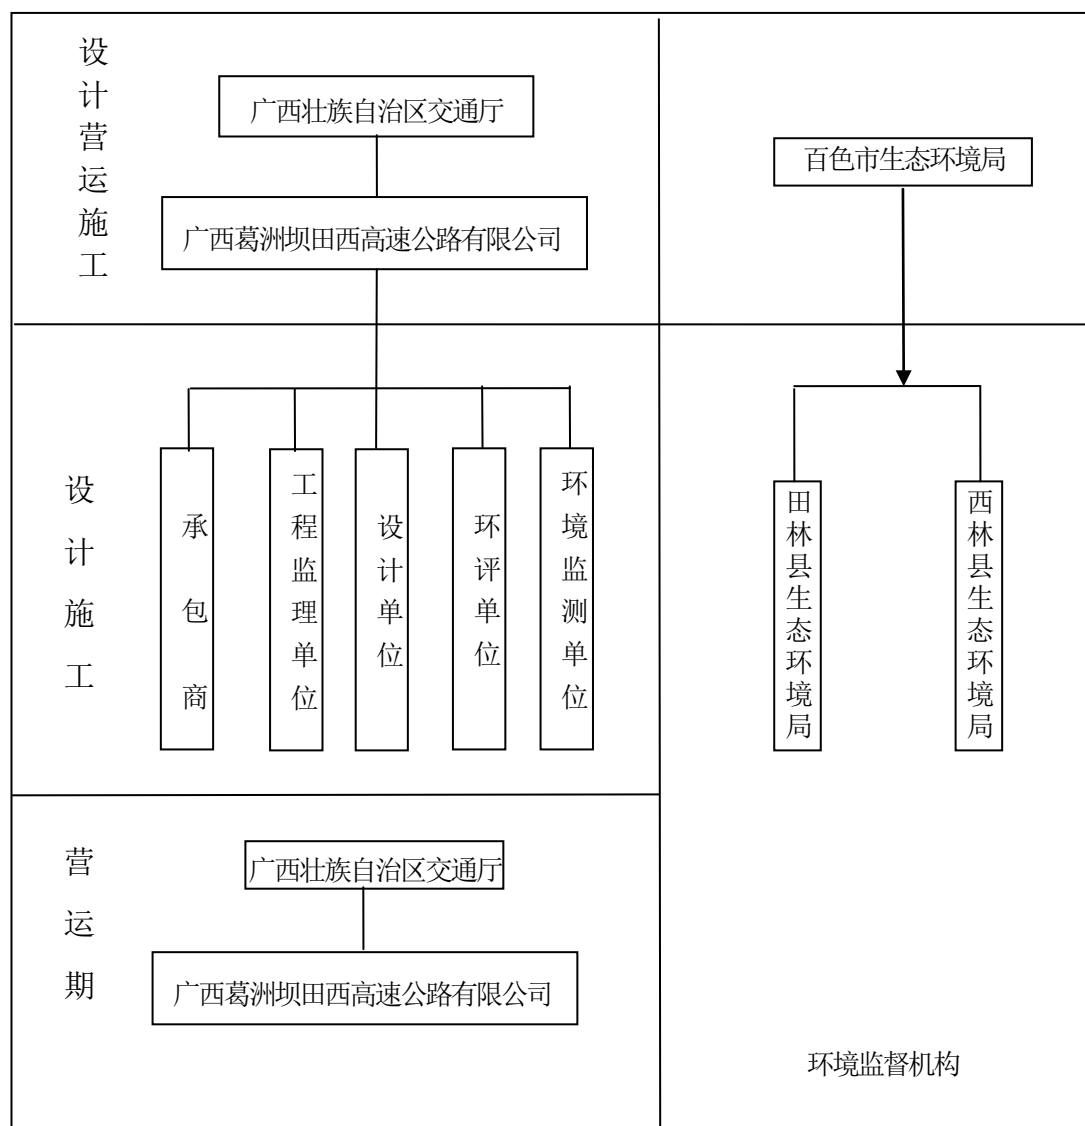 设计营运施工
广西壮族自治区交通厅
广西葛洲坝田西高速公路有限公司
百色市生态环境局
设计施工
承包商
工程监理单位
设计单位
环评单位
环境监测单位
田林县生态环境局
西林县生态环境局
营运期
广西壮族自治区交通厅
广西葛洲坝田西高速公路有限公司
环境监督机构